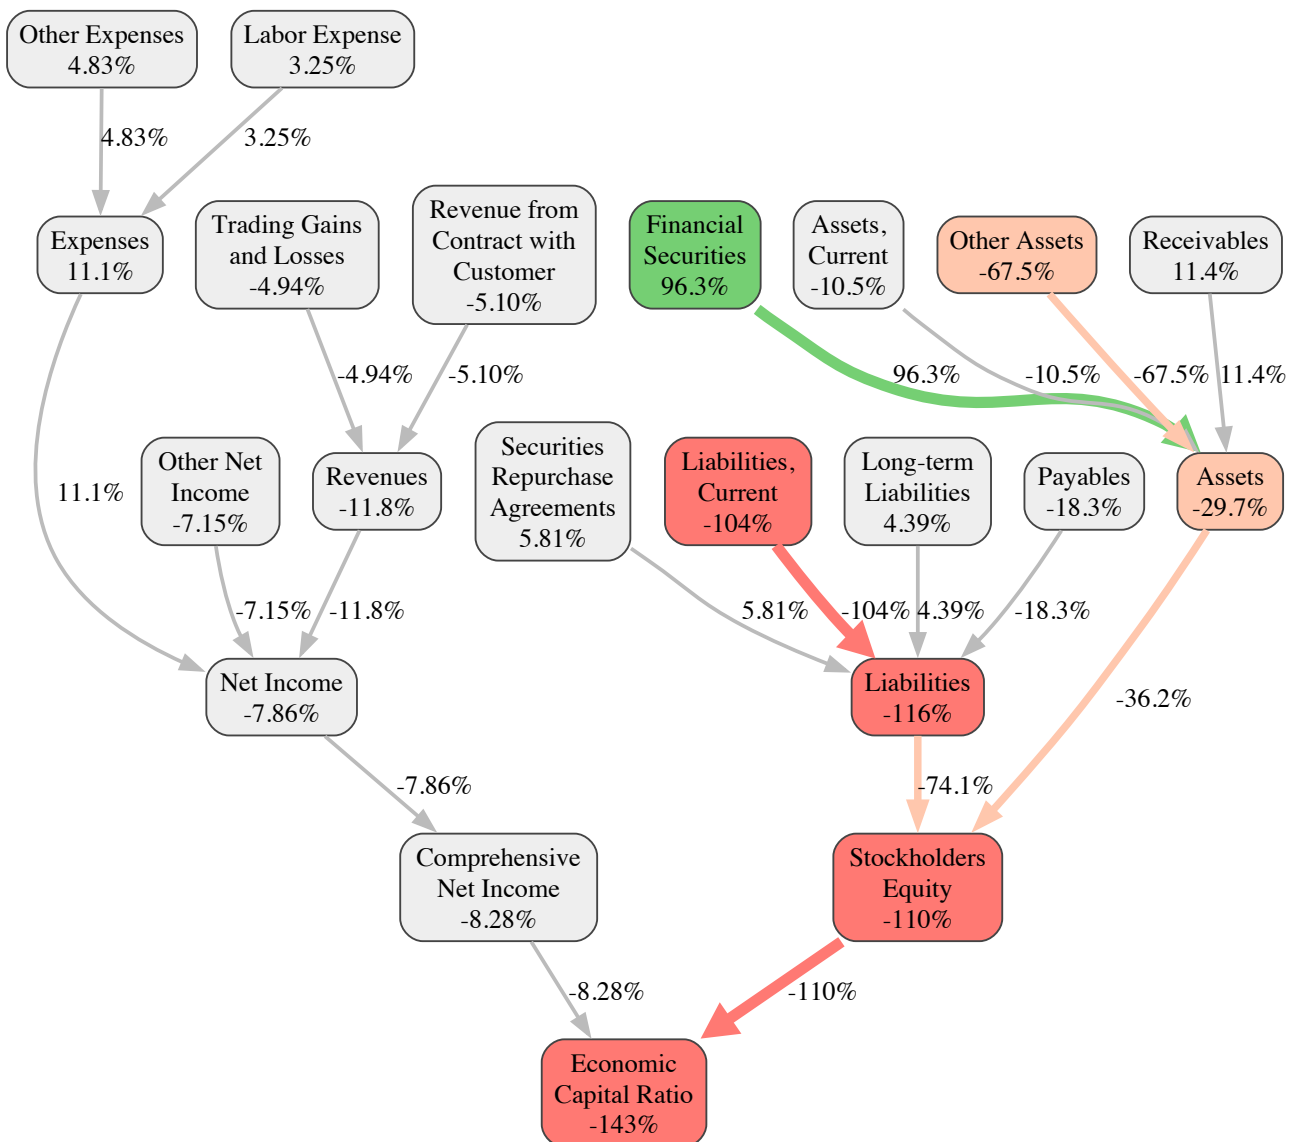 Other Expenses
4.83%
Labor Expense
3.25%
4.83%
3.25%
Expenses
11.1%
Trading Gains
and Losses
-4.94%
Revenue from
Contract with
Customer
-5.10%
Financial
Securities
96.3%
Assets,
Current
-10.5%
Other Assets
-67.5%
Receivables
11.4%
-4.94%
-5.10%
96.3%
-10.5%
-67.5%
11.4%
11.1%
Other Net
Income
-7.15%
Revenues
-11.8%
Securities
Repurchase
Agreements
5.81%
Liabilities,
Current
-104%
Long-term
Liabilities
4.39%
Payables
-18.3%
Assets
-29.7%
-7.15%
-11.8%
5.81%
-104%
4.39%
-18.3%
Net Income
-7.86%
Liabilities
-116%
-36.2%
-7.86%
-74.1%
Comprehensive
Net Income
-8.28%
Stockholders
Equity
-110%
-8.28%
-110%
Economic
Capital Ratio
-143%